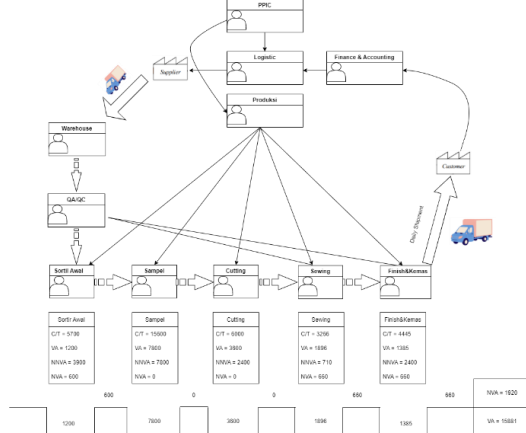 PPIC
Logistic
Finance & Accounting
Supplier
Produksi
Warehouse
Customer
QA/QC
Daily Shipment
Sortir Awal
Sampel
Cutting
Sewing
Finish&Kemas
Sortir Awal
C/T = 5700
VA = 1200
NNVA = 3900
NVA = 600
Sampel
C/T = 15600
VA = 7800
NNVA = 7800
NVA = 0
Cutting
C/T = 6000
VA = 3600
NNVA = 2400
NVA = 0
Sewing
C/T = 3266
VA = 1896
NNVA = 710
NVA = 660
Finish&Kemas
C/T = 4445
VA = 1385
NNVA = 2400
NVA = 660
600
0
0
660
660
NVA = 1920
1200
7800
3600
1896
1385
VA = 15881